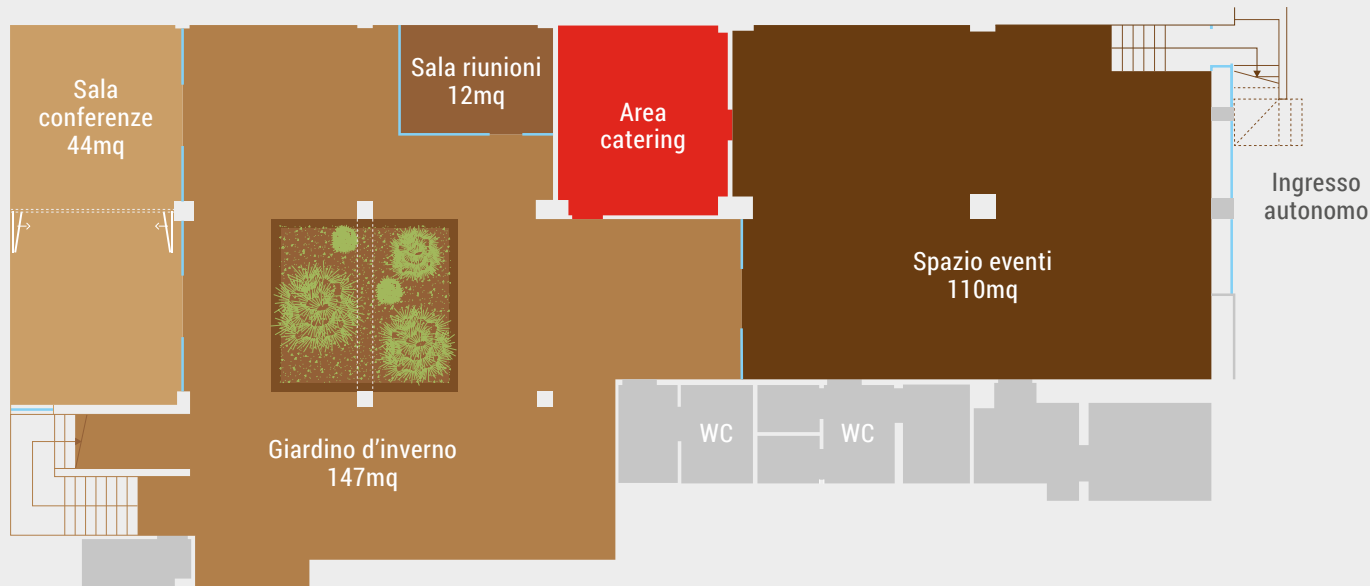 Sala
conferenze
44mq
Sala riunioni
12mq
Area
catering
Ingresso
autonomo
Spazio eventi
110mq
Giardino d’inverno
147mq
WC
WC